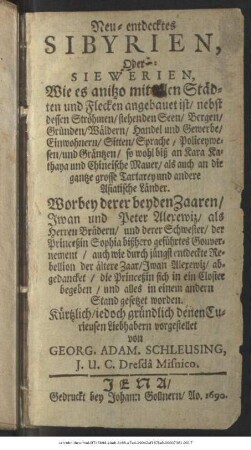 Neu-entdecktes
SIBYRIEN,
Oder
SIEWERIEN,
Wie es anitzo mit allen Städ-
ten und Flecken angebauet ist/ nebst
dessen Ströhmen/ stehenden Seen/ Bergen/
Gründen/ Wäldern/ Handel und Gewerbe/
Einwohnern/ Sitten/ Sprache/ Policeywe-
sen/ und Gräntzen/ so wohl biß an Kara Ka-
thaya und Chinesische Mauer/ als auch an die
gantze grosse Tartarey und andere
Asiatische Länder.
Worbey derer beyden Zaaren/
Jwan und Peter Alexewiz/ als
Herren Brüdern/ und derer Schwester/ der
Princeßin Sophia bißhero geführtes Gouver-
nement / auch wie durch jüngst entdeckte Re-
bellion der ältere Zaar/ Jwan Alexewiz/ ab-
gedancket/ die Princeßin sich in ein Closter
begeben/ und alles in einem andern
Stand gesetzet worden.
Kürtzlich/ iedoch gründlich denen Cu-
rieusen Liebhabern vorgestellet
von
GEORG. ADAM. SCHLEUSING,
J. U. C. Dresdâ Misnico.
JENA/
Gedruckt bey Johann Gollnern/ Ao. 1690.